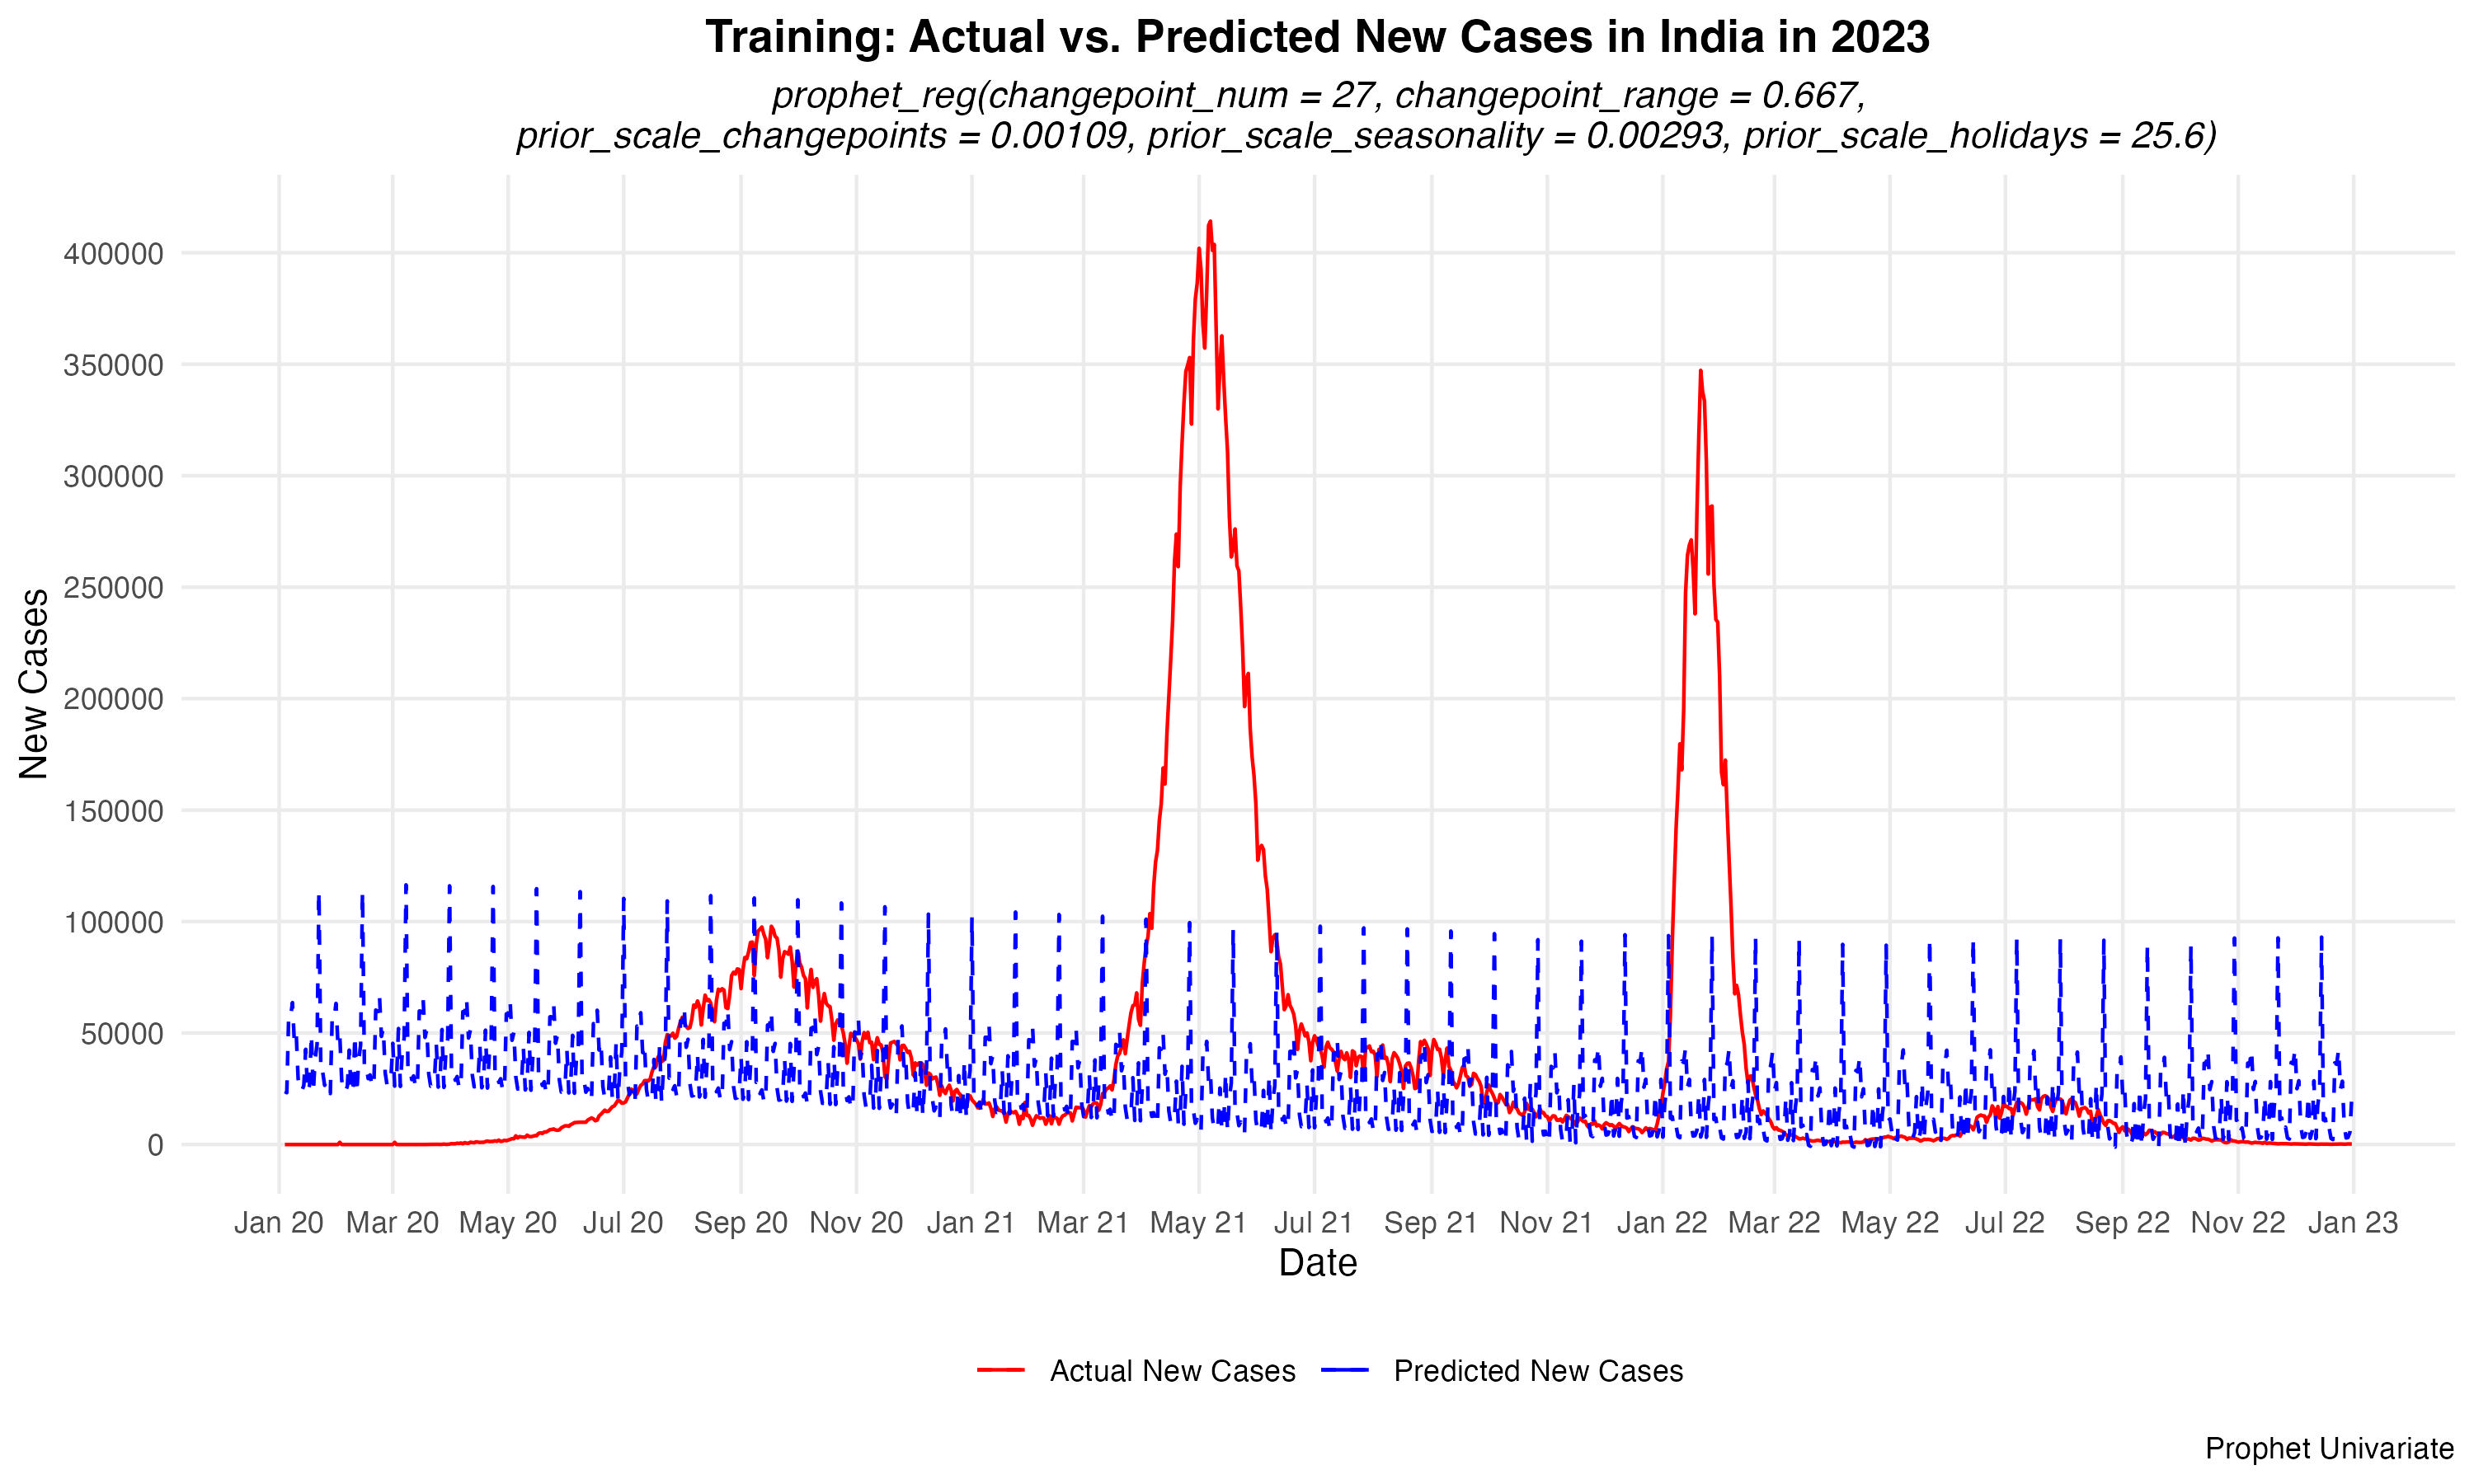 Training: Actual vs. Predicted New Cases in India in 2023
prophet_reg(changepoint_num = 27, changepoint_range = 0.667,
prior_scale_changepoints = 0.00109, prior_scale_seasonality = 0.00293, prior_scale_holidays = 25.6)
New Cases
400000
350000
300000
250000
200000
150000
100000
50000
0
Jan 20 Mar 20 May 20 Jul 20 Sep 20 Nov 20 Jan 21 Mar 21 May 21 Jul 21 Sep 21 Nov 21 Jan 22 Mar 22 May 22 Jul 22 Sep 22 Nov 22 Jan 23
Date
Actual New Cases Predicted New Cases
Prophet Univariate